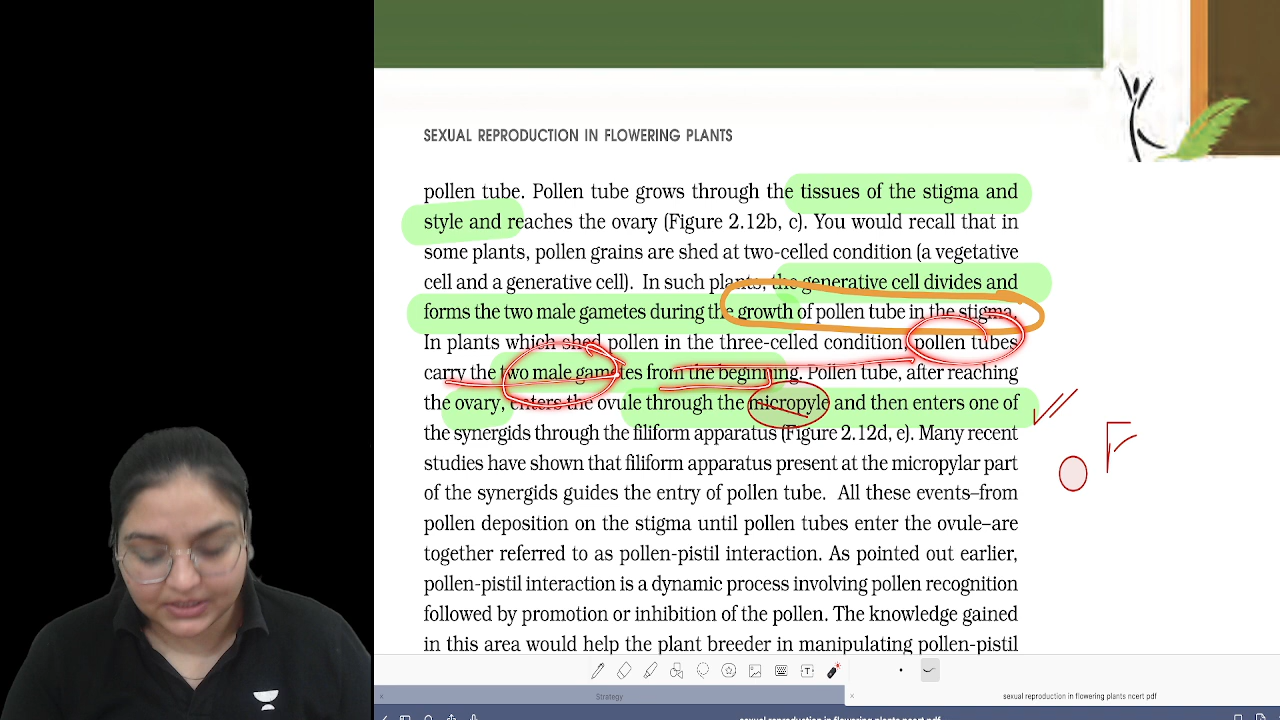 SEXUAL REPRODUCTION IN FLOWERING PLANTS
pollen tube. Pollen tube grows through the tissues of the stigma and
style and reaches the ovary (Figure 2.12b, c). You would recall that in
some plants, pollen grains are shed at two-celled condition (a vegetative
cell and a generative cell). In such plants, the generative cell divides and
forms the two male gametes during the growth of pollen tube in the stigma.
In plants which shed pollen in the three-celled condition, pollen tubes
carry the two male gametes from the beginning. Pollen tube, after reaching
the ovary, enters the ovule through the micropyle and then enters one of
the synergids through the filiform apparatus (Figure 2.12d, e). Many recent
studies have shown that filiform apparatus present at the micropylar part
of the synergids guides the entry of pollen tube. All these events–from
pollen deposition on the stigma until pollen tubes enter the ovule–are
together referred to as pollen-pistil interaction. As pointed out earlier,
pollen-pistil interaction is a dynamic process involving pollen recognition
followed by promotion or inhibition of the pollen. The knowledge gained
in this area would help the plant breeder in manipulating pollen-pistil
Strategy
sexual reproduction in flowering plants ncert pdf
sexual reproduction in flowering plants ncert.pdf